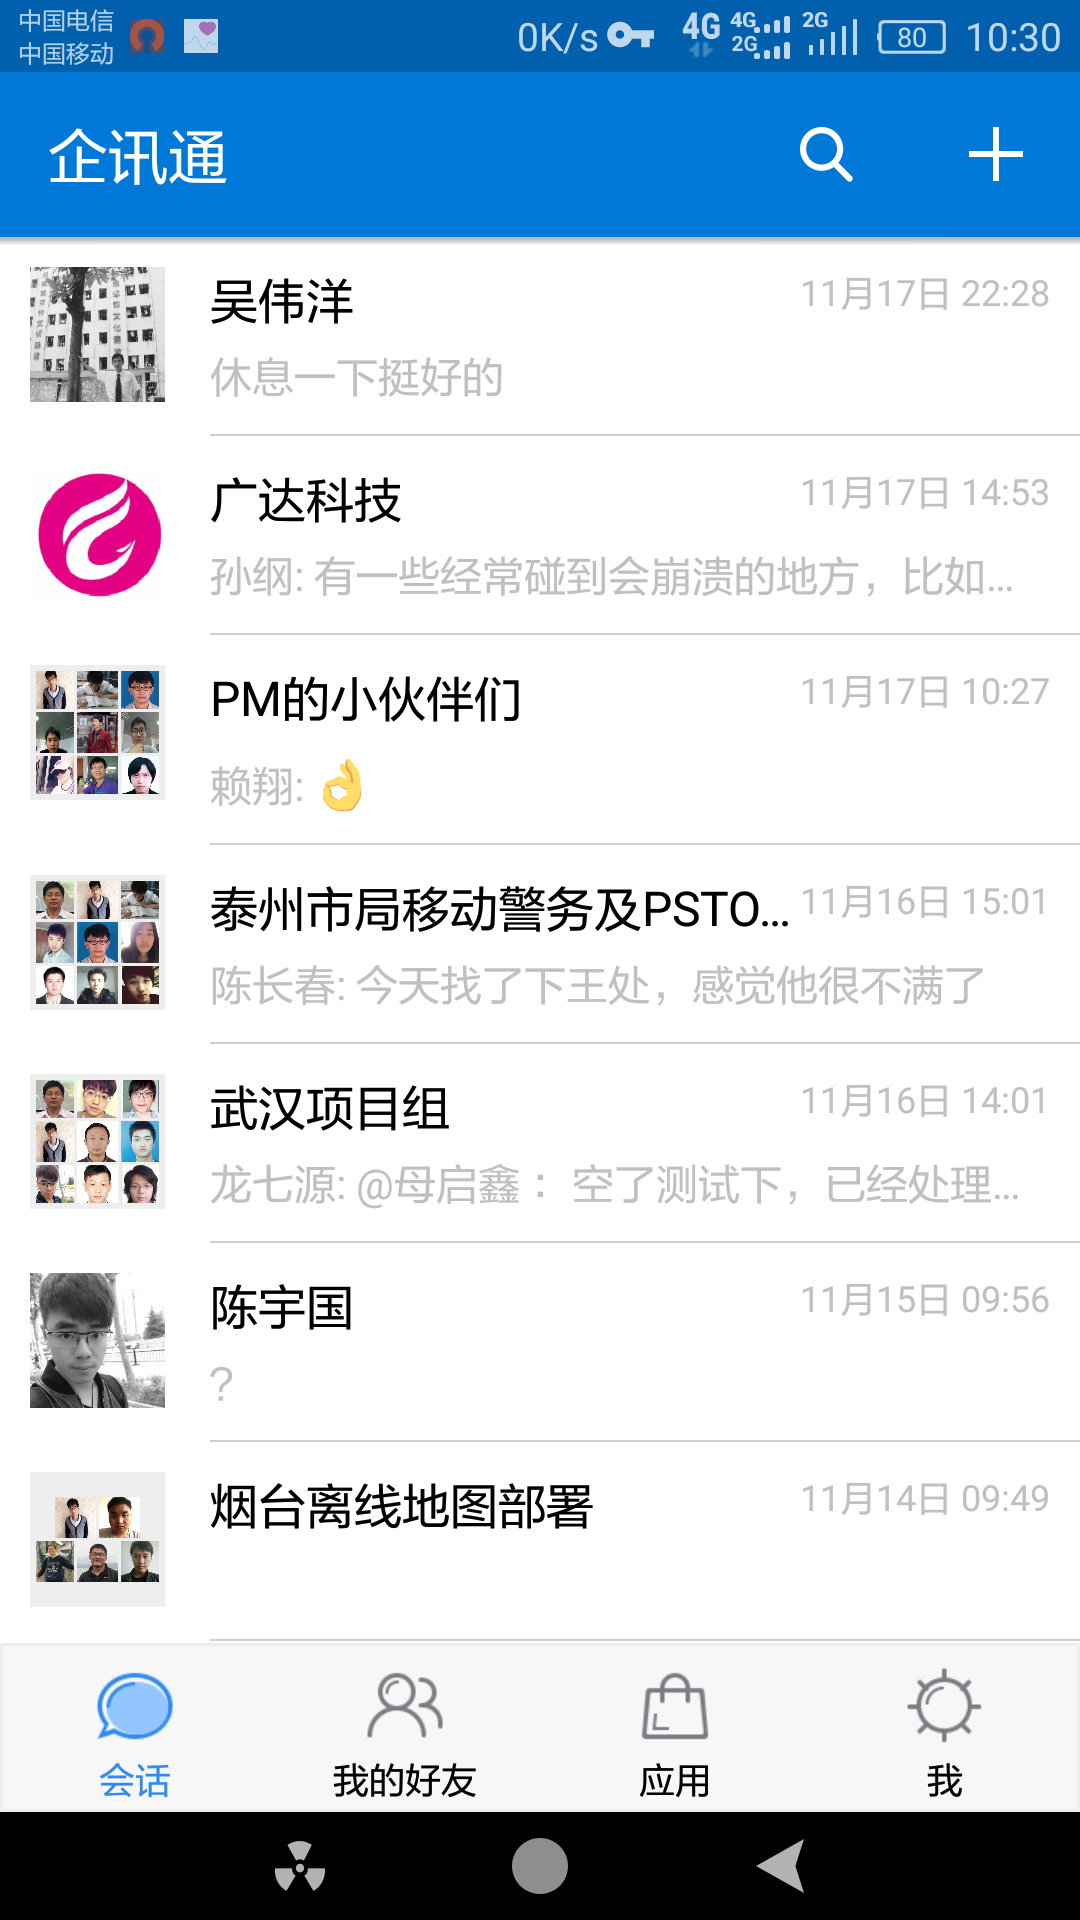 中国电信
中国移动
0K/s 4G 4G 2G 2G 80 10:30
企讯通
吴伟洋 11月17日 22:28
休息一下挺好的
广达科技 11月17日 14:53
孙纲: 有一些经常碰到会崩溃的地方，比如...
PM的小伙伴们 11月17日 10:27
赖翔: 👌
泰州市局移动警务及PSTO... 11月16日 15:01
陈长春: 今天找了下王处，感觉他很不满了
武汉项目组 11月16日 14:01
龙七源: @母启鑫： 空了测试下，已经处理...
陈宇国 11月15日 09:56
?
烟台离线地图部署 11月14日 09:49
会话 我的好友 应用 我